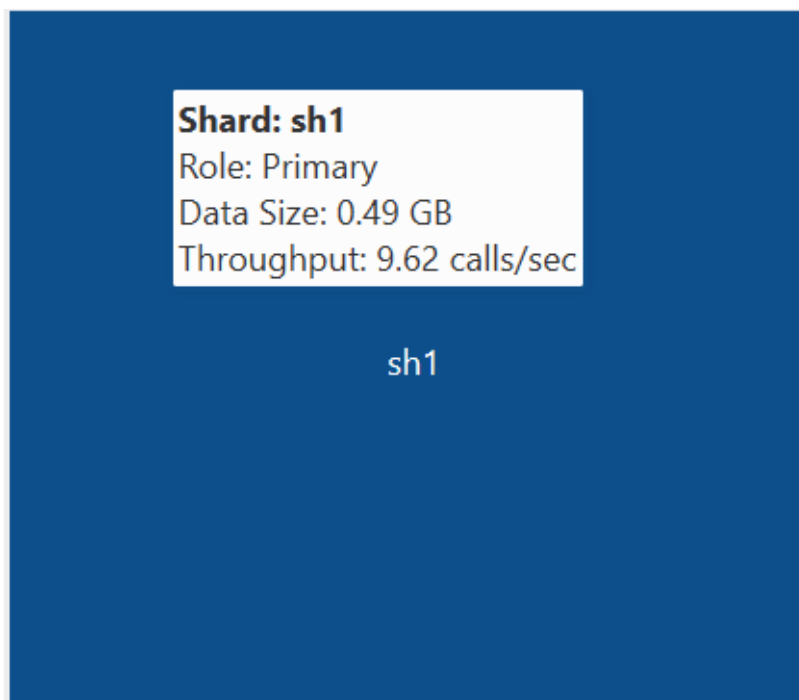 Shard: sh1
Role: Primary
Data Size: 0.49 GB
Throughput: 9.62 calls/sec
sh1